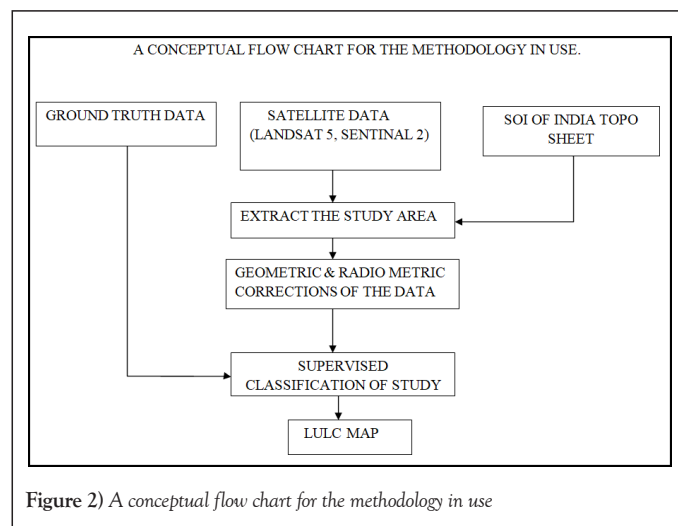 A CONCEPTUAL FLOW CHART FOR THE METHODOLOGY IN USE.
GROUND TRUTH DATA
SATELLITE DATA
(LANDSAT 5, SENTINAL 2)
SOI OF INDIA TOPO
SHEET
EXTRACT THE STUDY AREA
GEOMETRIC & RADIO METRIC
CORRECTIONS OF THE DATA
SUPERVISED
CLASSIFICATION OF STUDY
LULC MAP
Figure 2) A conceptual flow chart for the methodology in use